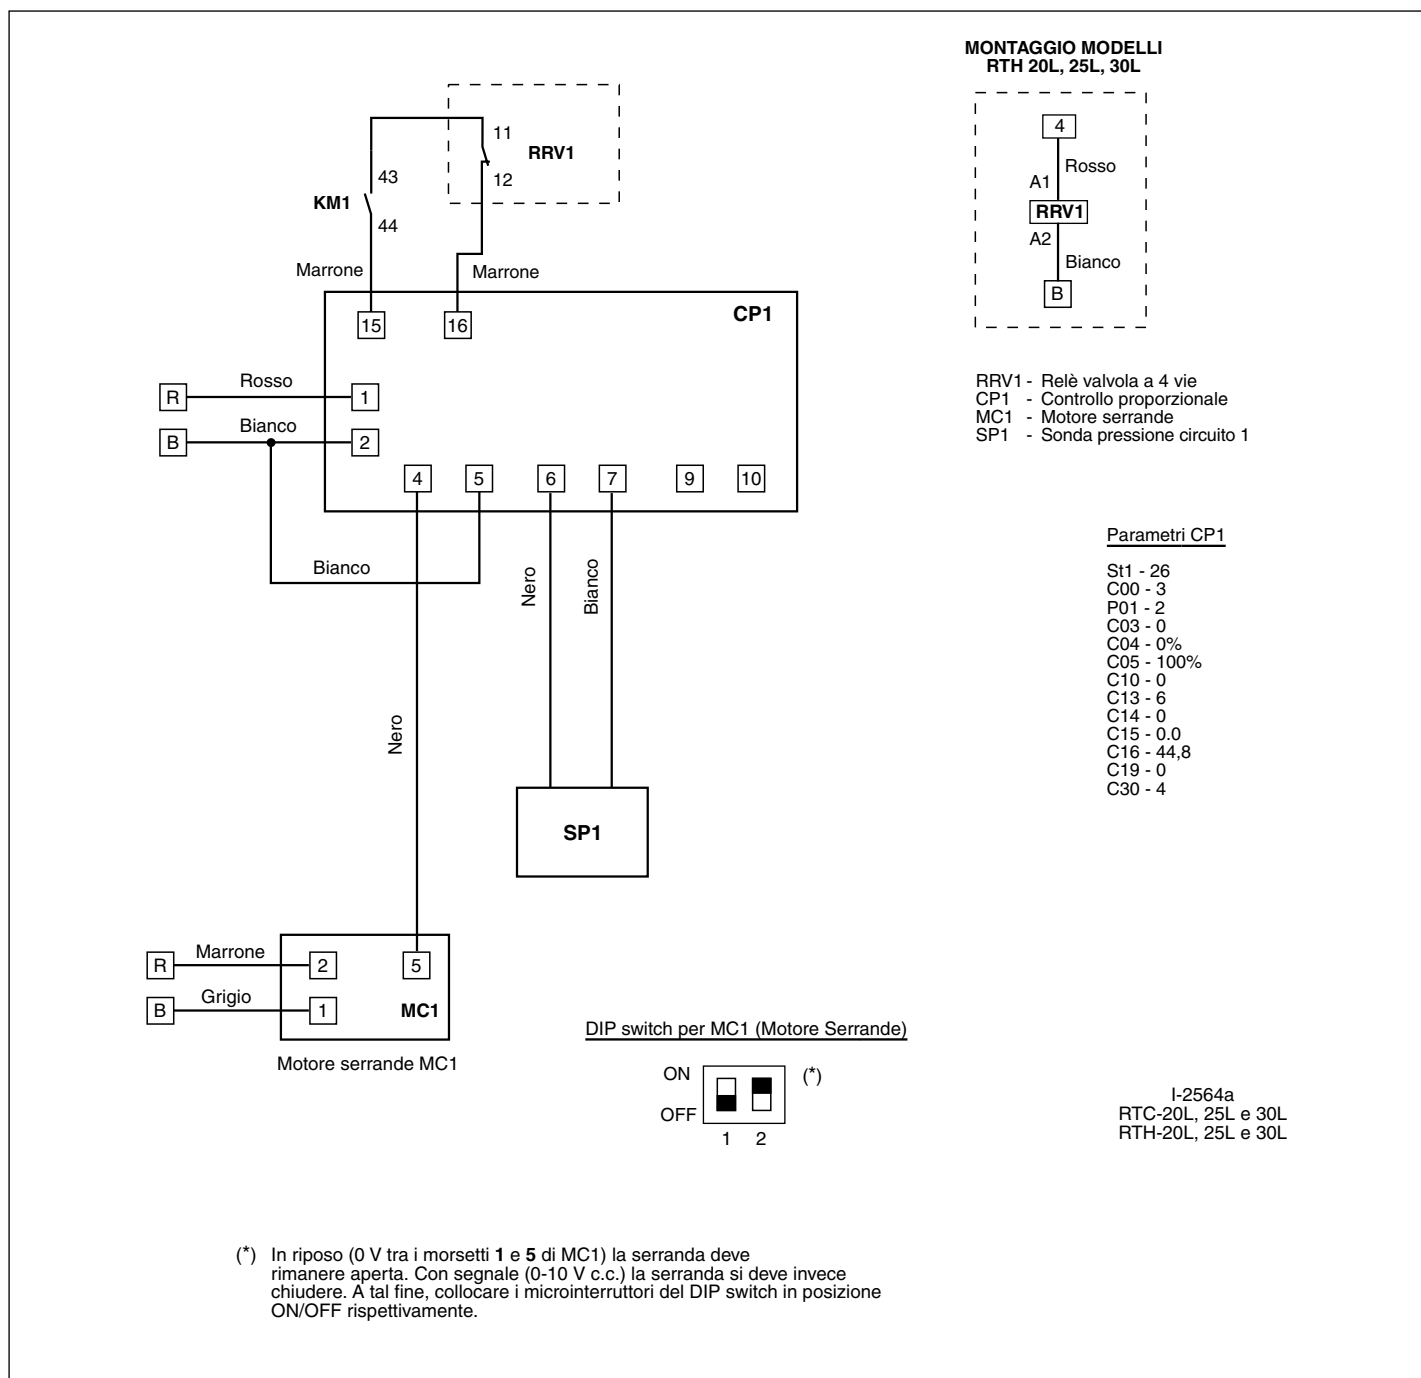 MONTAGGIO MODELLI
RTH 20L, 25L, 30L
4
Rosso
A1
RRV1
A2
Bianco
B
11
RRV1
12
43
KM1
44
Marrone
Marrone
15
16
CP1
R
Rosso
1
B
Bianco
2
4
5
6
7
9
10
Bianco
Nero
Bianco
Nero
SP1
RRV1 - Relè valvola a 4 vie
CP1 - Controllo proporzionale
MC1 - Motore serrande
SP1 - Sonda pressione circuito 1
Parametri CP1
St1 - 26
C00 - 3
P01 - 2
C03 - 0
C04 - 0%
C05 - 100%
C10 - 0
C13 - 6
C14 - 0
C15 - 0.0
C16 - 44,8
C19 - 0
C30 - 4
R
Marrone
2
5
B
Grigio
1
MC1
Motore serrande MC1
DIP switch per MC1 (Motore Serrande)
ON
(*)
OFF
1 2
I-2564a
RTC-20L, 25L e 30L
RTH-20L, 25L e 30L
(*) In riposo (0 V tra i morsetti 1 e 5 di MC1) la serranda deve
rimanere aperta. Con segnale (0-10 V c.c.) la serranda si deve invece
chiudere. A tal fine, collocare i microinterruttori del DIP switch in posizione
ON/OFF rispettivamente.